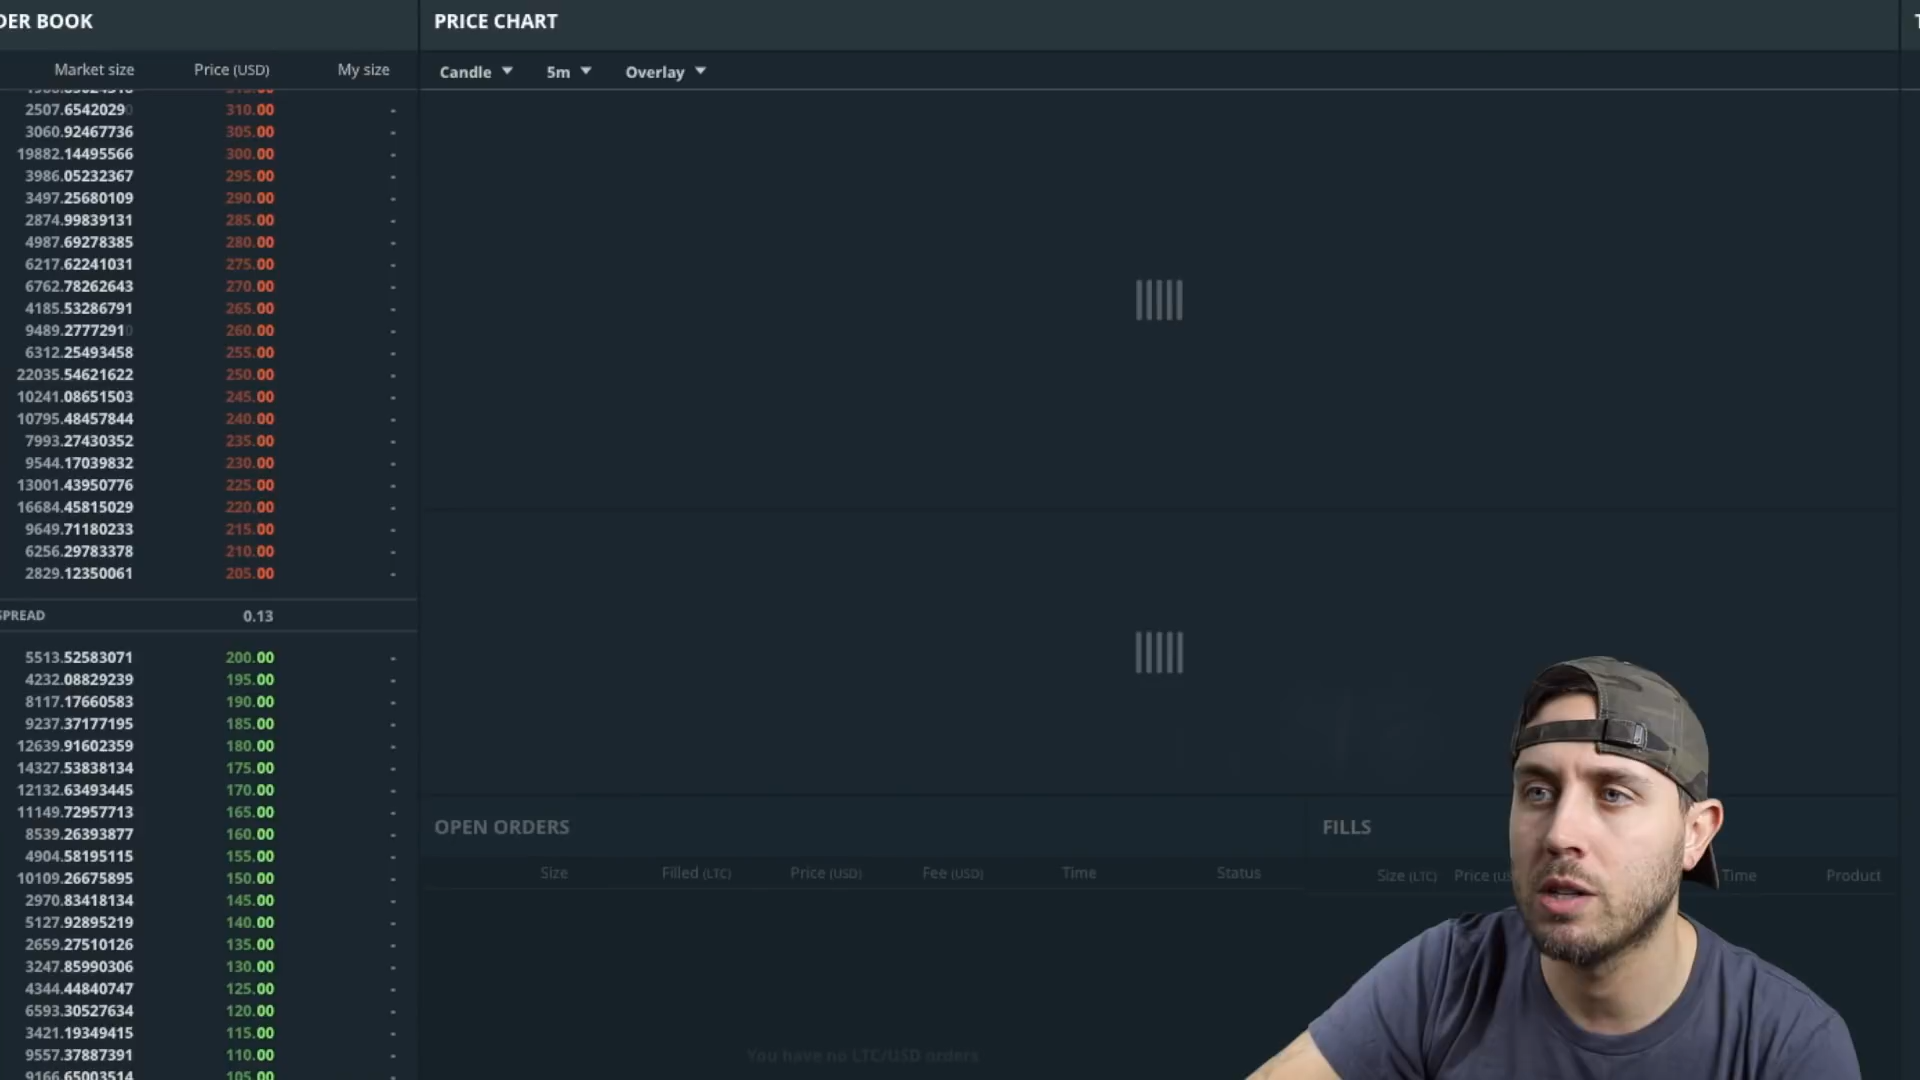 DER BOOK
PRICE CHART
Market size Price (USD) My size
Candle 5m Overlay
2507.65420290 310.00 -
3060.92467736 305.00 -
19882.14495566 300.00 -
3986.05232367 295.00 -
3497.25680109 290.00 -
2874.99839131 285.00 -
4987.69278385 280.00 -
6217.62241031 275.00 -
6762.78262643 270.00 -
4185.53286791 265.00 -
9489.27772910 260.00 -
6312.25493458 255.00 -
22035.54621622 250.00 -
10241.08651503 245.00 -
10795.48457844 240.00 -
7993.27430352 235.00 -
9544.17039832 230.00 -
13001.43950776 225.00 -
16684.45815029 220.00 -
9649.71180233 215.00 -
6256.29783378 210.00 -
2829.12350061 205.00 -
SPREAD 0.13
5513.52583071 200.00 -
4232.08829239 195.00 -
8117.17660583 190.00 -
9237.37177195 185.00 -
12639.91602359 180.00 -
14327.53838134 175.00 -
12132.63493445 170.00 -
11149.72957713 165.00 -
8539.26393877 160.00 -
4904.58195115 155.00 -
10109.26675895 150.00 -
2970.83418134 145.00 -
5127.92895219 140.00 -
2659.27510126 135.00 -
3247.85990306 130.00 -
4344.44840747 125.00 -
6593.30527634 120.00 -
3421.19349415 115.00 -
9557.37887391 110.00 -
9166.65003514 105.00 -
OPEN ORDERS
Size Filled (LTC) Price (USD) Fee (USD) Time Status
You have no LTC/USD orders
FILLS
Size (LTC) Price (US Time Product